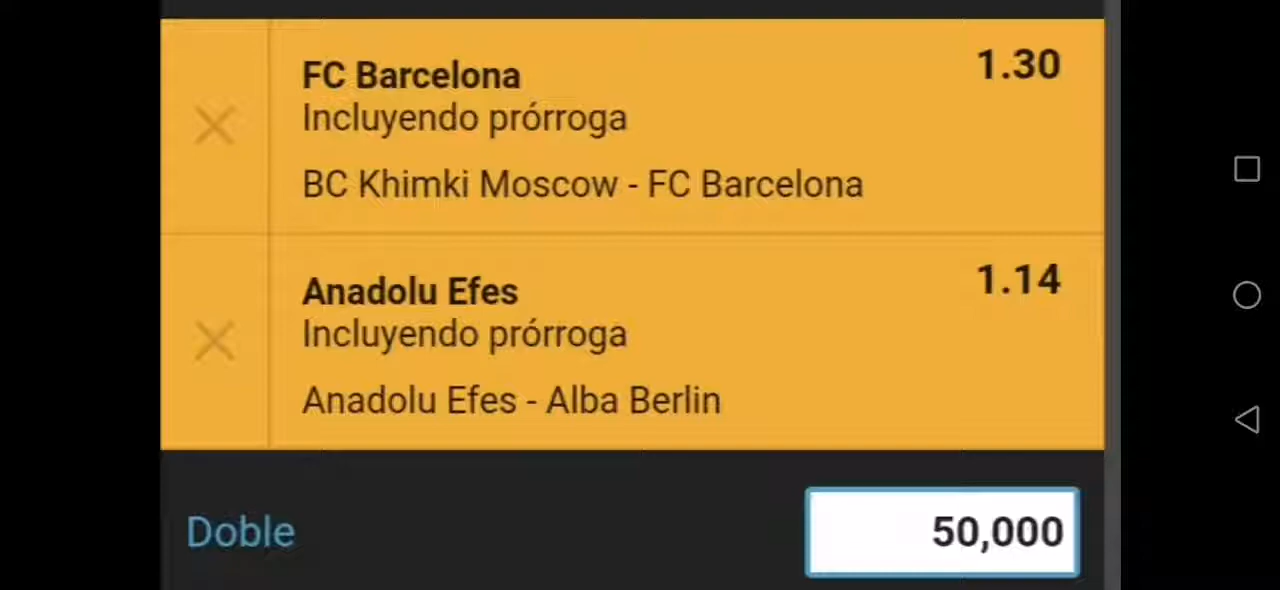 FC Barcelona
1.30
Incluyendo prórroga
BC Khimki Moscow - FC Barcelona
Anadolu Efes
1.14
Incluyendo prórroga
Anadolu Efes - Alba Berlin
Doble
50,000